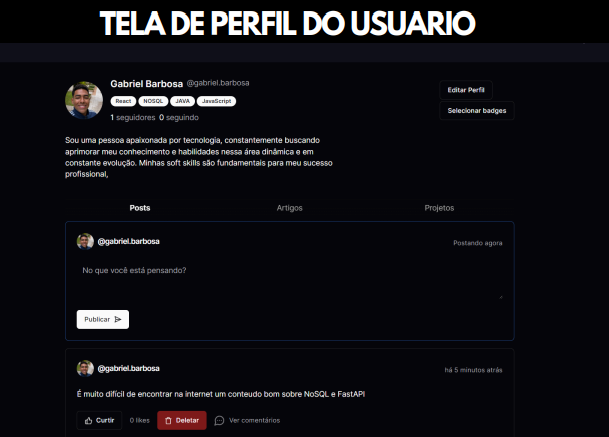 TELA DE PERFIL DO USUARIO
Gabriel Barbosa @gabriel.barbosa
Editar Perfil
React NOSQL JAVA JavaScript
Selecionar badges
1 seguidores 0 seguindo
Sou uma pessoa apaixonada por tecnologia, constantemente buscando
aprimorar meu conhecimento e habilidades nessa área dinâmica e em
constante evolução. Minhas soft skills são fundamentais para meu sucesso
profissional,
Posts Artigos Projetos
@gabriel.barbosa Postando agora
No que você está pensando?
Publicar
@gabriel.barbosa há 5 minutos atrás
É muito difícil de encontrar na internet um conteudo bom sobre NoSQL e FastAPI
Curtir 0 likes Deletar Ver comentários